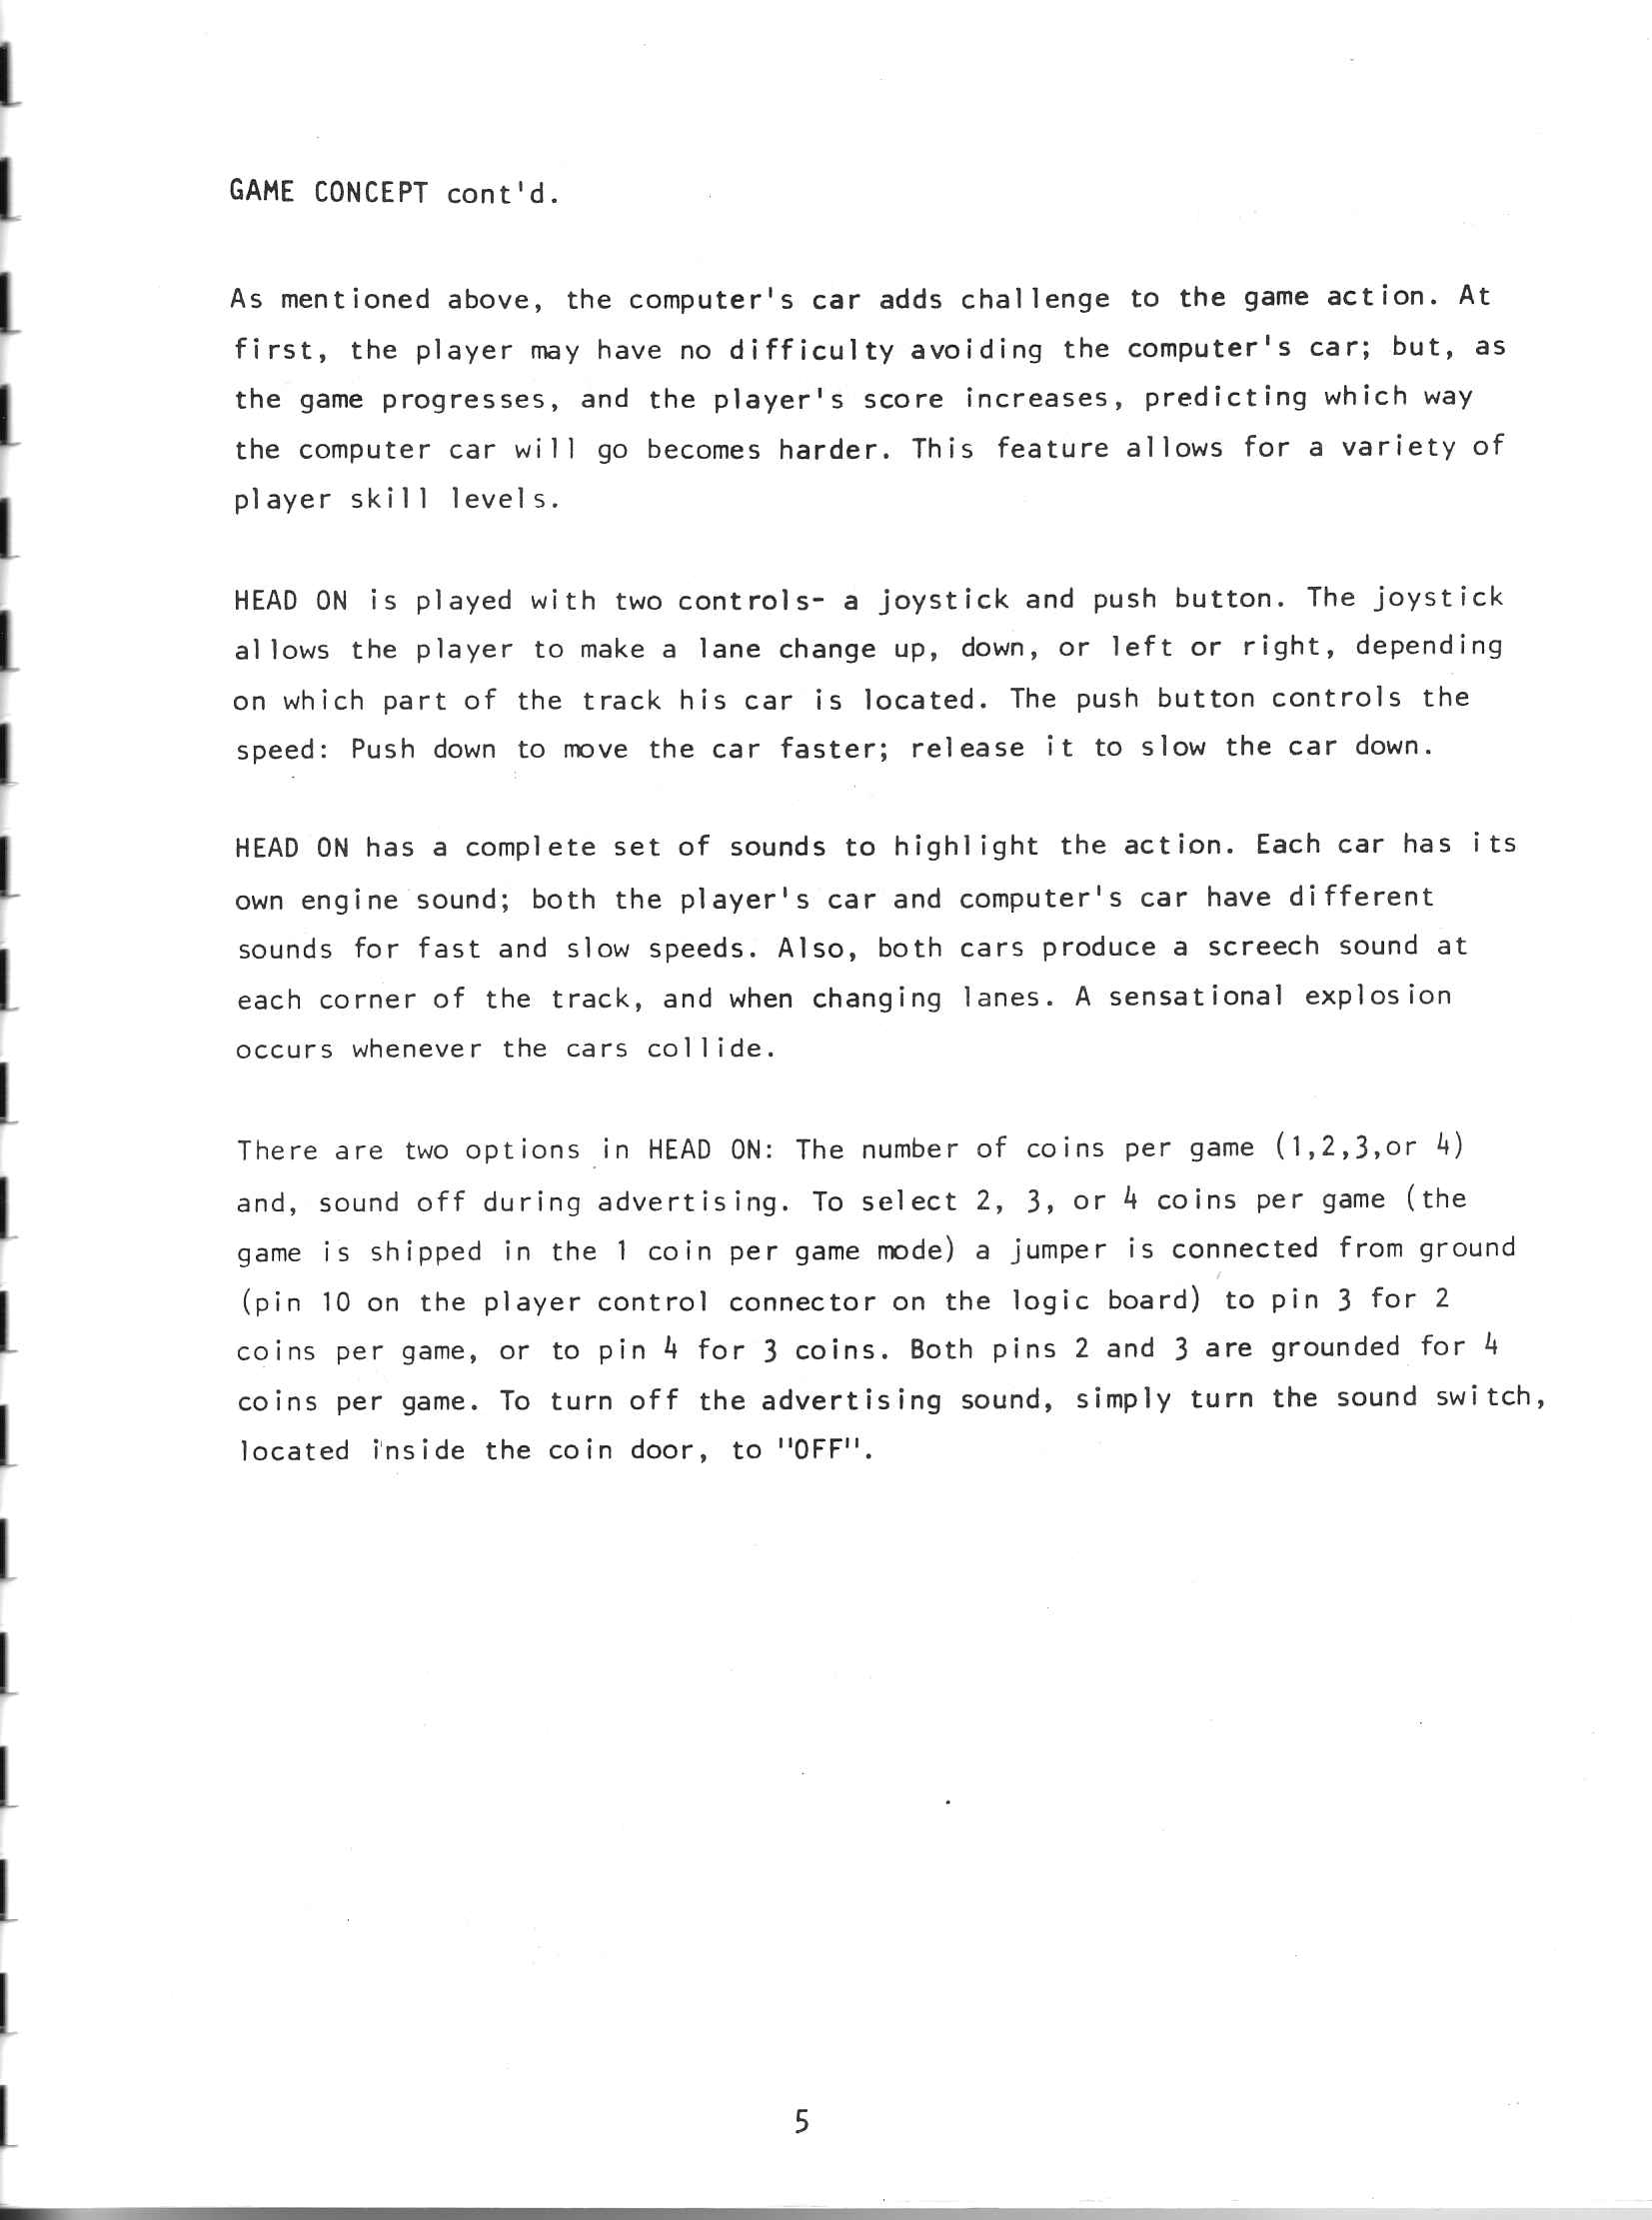 GAME CONCEPT cont'd.
As mentioned above, the computer's car adds challenge to the game action. At
first, the player may have no difficulty avoiding the computer's car; but, as
the game progresses, and the player's score increases, predicting which way
the computer car will go becomes harder. This feature allows for a variety of
player skill levels.
HEAD ON is played with two controls- a joystick and push button. The joystick
allows the player to make a lane change up, down, or left or right, depending
on which part of the track his car is located. The push button controls the
speed: Push down to move the car faster; release it to slow the car down.
HEAD ON has a complete set of sounds to highlight the action. Each car has its
own engine sound; both the player's car and computer's car have different
sounds for fast and slow speeds. Also, both cars produce a screech sound at
each corner of the track, and when changing lanes. A sensational explosion
occurs whenever the cars collide.
There are two options in HEAD ON: The number of coins per game (1,2,3,or 4)
and, sound off during advertising. To select 2, 3, or 4 coins per game (the
game is shipped in the 1 coin per game mode) a jumper is connected from ground
(pin 10 on the player control connector on the logic board) to pin 3 for 2
coins per game, or to pin 4 for 3 coins. Both pins 2 and 3 are grounded for 4
coins per game. To turn off the advertising sound, simply turn the sound switch,
located inside the coin door, to "OFF".
5